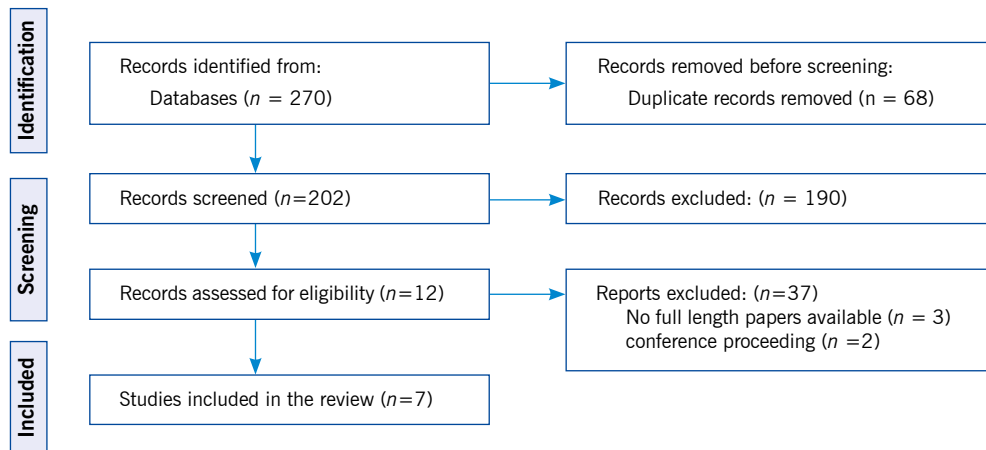 Identification
Records identified from:
Databases (n = 270)
Records removed before screening:
Duplicate records removed (n = 68)
Screening
Records screened (n=202)
Records excluded: (n = 190)
Records assessed for eligibility (n=12)
Reports excluded: (n=37)
No full length papers available (n = 3)
conference proceeding (n =2)
Included
Studies included in the review (n=7)